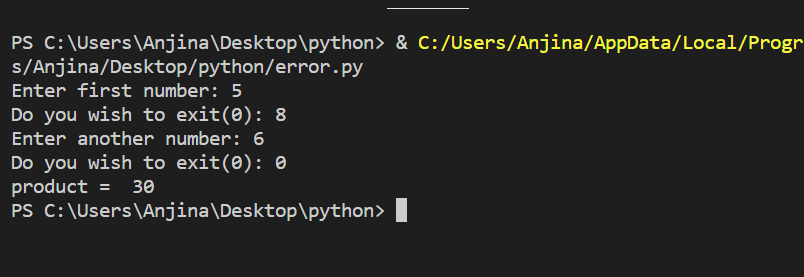 PS C:\Users\Anjina\Desktop\python> & C:/Users/Anjina/AppData/Local/Progr
s/Anjina/Desktop/python/error.py
Enter first number: 5
Do you wish to exit(0): 8
Enter another number: 6
Do you wish to exit(0): 0
product =  30
PS C:\Users\Anjina\Desktop\python>